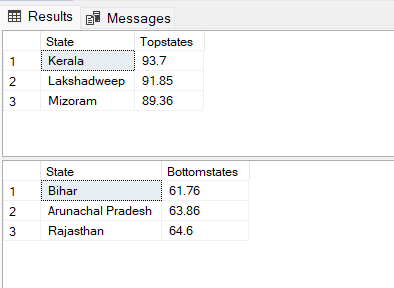 Results Messages
State Topstates
1 Kerala 93.7
2 Lakshadweep 91.85
3 Mizoram 89.36
State Bottomstates
1 Bihar 61.76
2 Arunachal Pradesh 63.86
3 Rajasthan 64.6